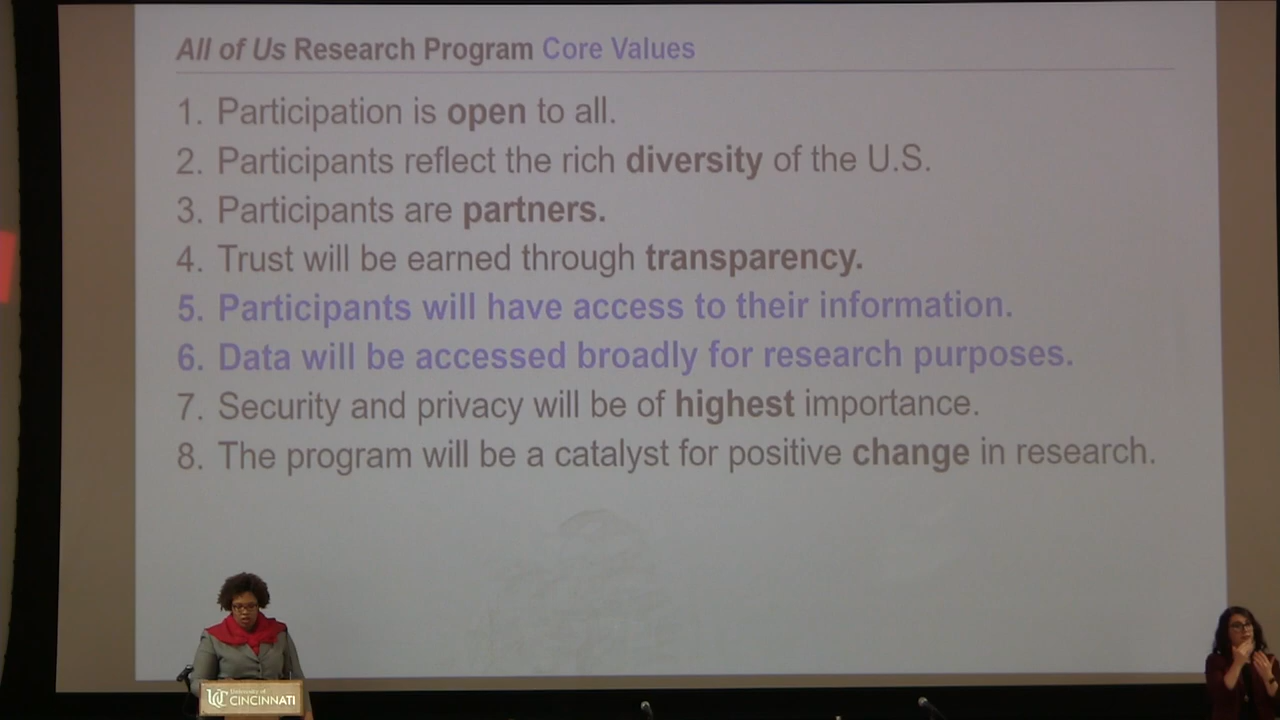 All of Us Research Program Core Values
1. Participation is open to all.
2. Participants reflect the rich diversity of the U.S.
3. Participants are partners.
4. Trust will be earned through transparency.
5. Participants will have access to their information.
6. Data will be accessed broadly for research purposes.
7. Security and privacy will be of highest importance.
8. The program will be a catalyst for positive change in research.
UC University of
CINCINNATI